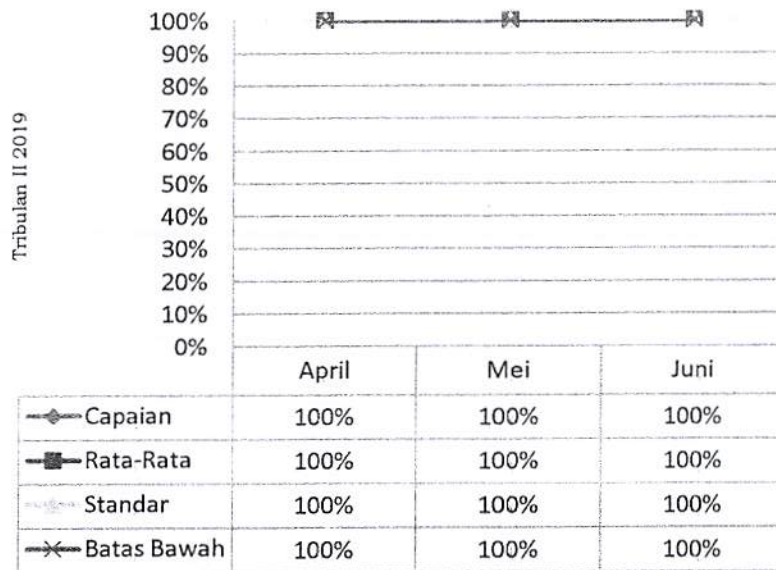 Tribulan II 2019
100%
90%
80%
70%
60%
50%
40%
30%
20%
10%
0%
April Mei Juni
Capaian 100% 100% 100%
Rata-Rata 100% 100% 100%
Standar 100% 100% 100%
Batas Bawah 100% 100% 100%